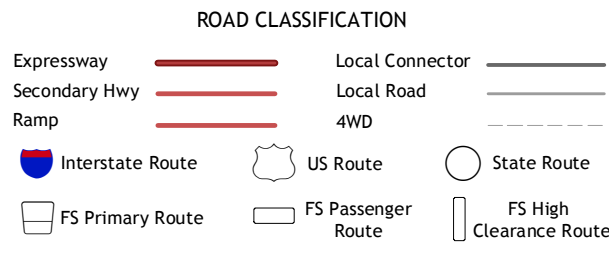 ROAD CLASSIFICATION
Expressway
Local Connector
Secondary Hwy
Local Road
Ramp
4WD
Interstate Route
US Route
State Route
FS Primary Route
FS Passenger
Route
FS High
Clearance Route